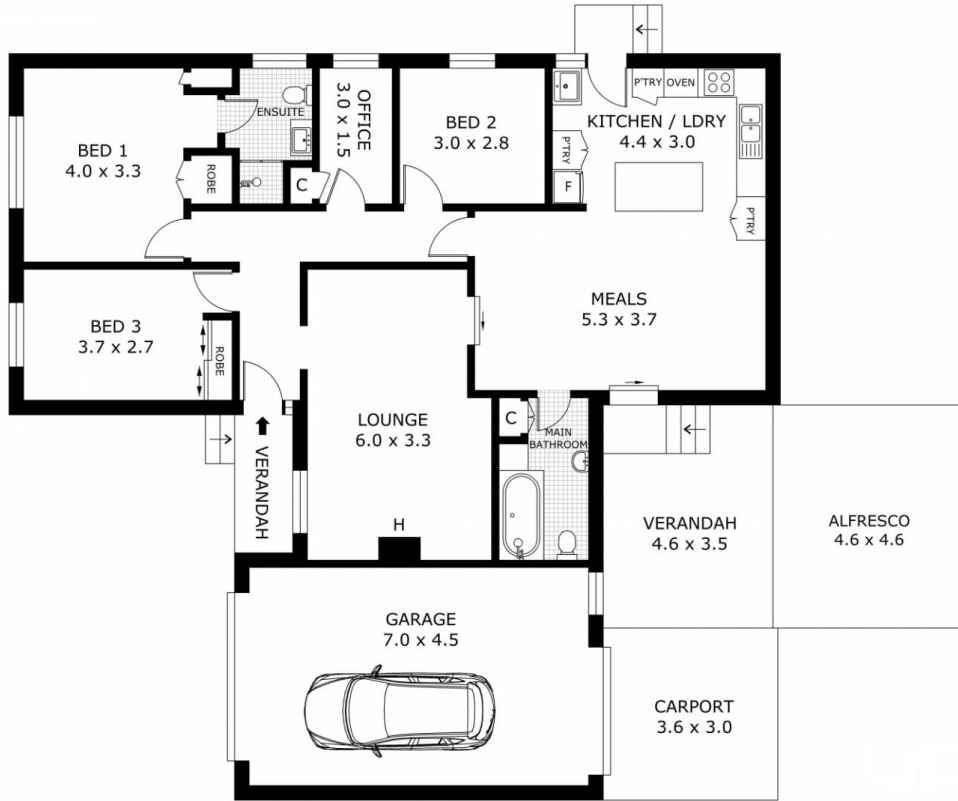 P'TRY
OVEN
ENSUITE
OFFICE
3.0 x 1.5
BED 2
3.0 x 2.8
KITCHEN / LDRY
4.4 x 3.0
BED 1
4.0 x 3.3
ROBE
C
P'TRY
F
P'TRY
BED 3
3.7 x 2.7
ROBE
MEALS
5.3 x 3.7
LOUNGE
6.0 x 3.3
C
MAIN
BATHROOM
VERANDAH
H
VERANDAH
4.6 x 3.5
ALFRESCO
4.6 x 4.6
GARAGE
7.0 x 4.5
CARPORT
3.6 x 3.0